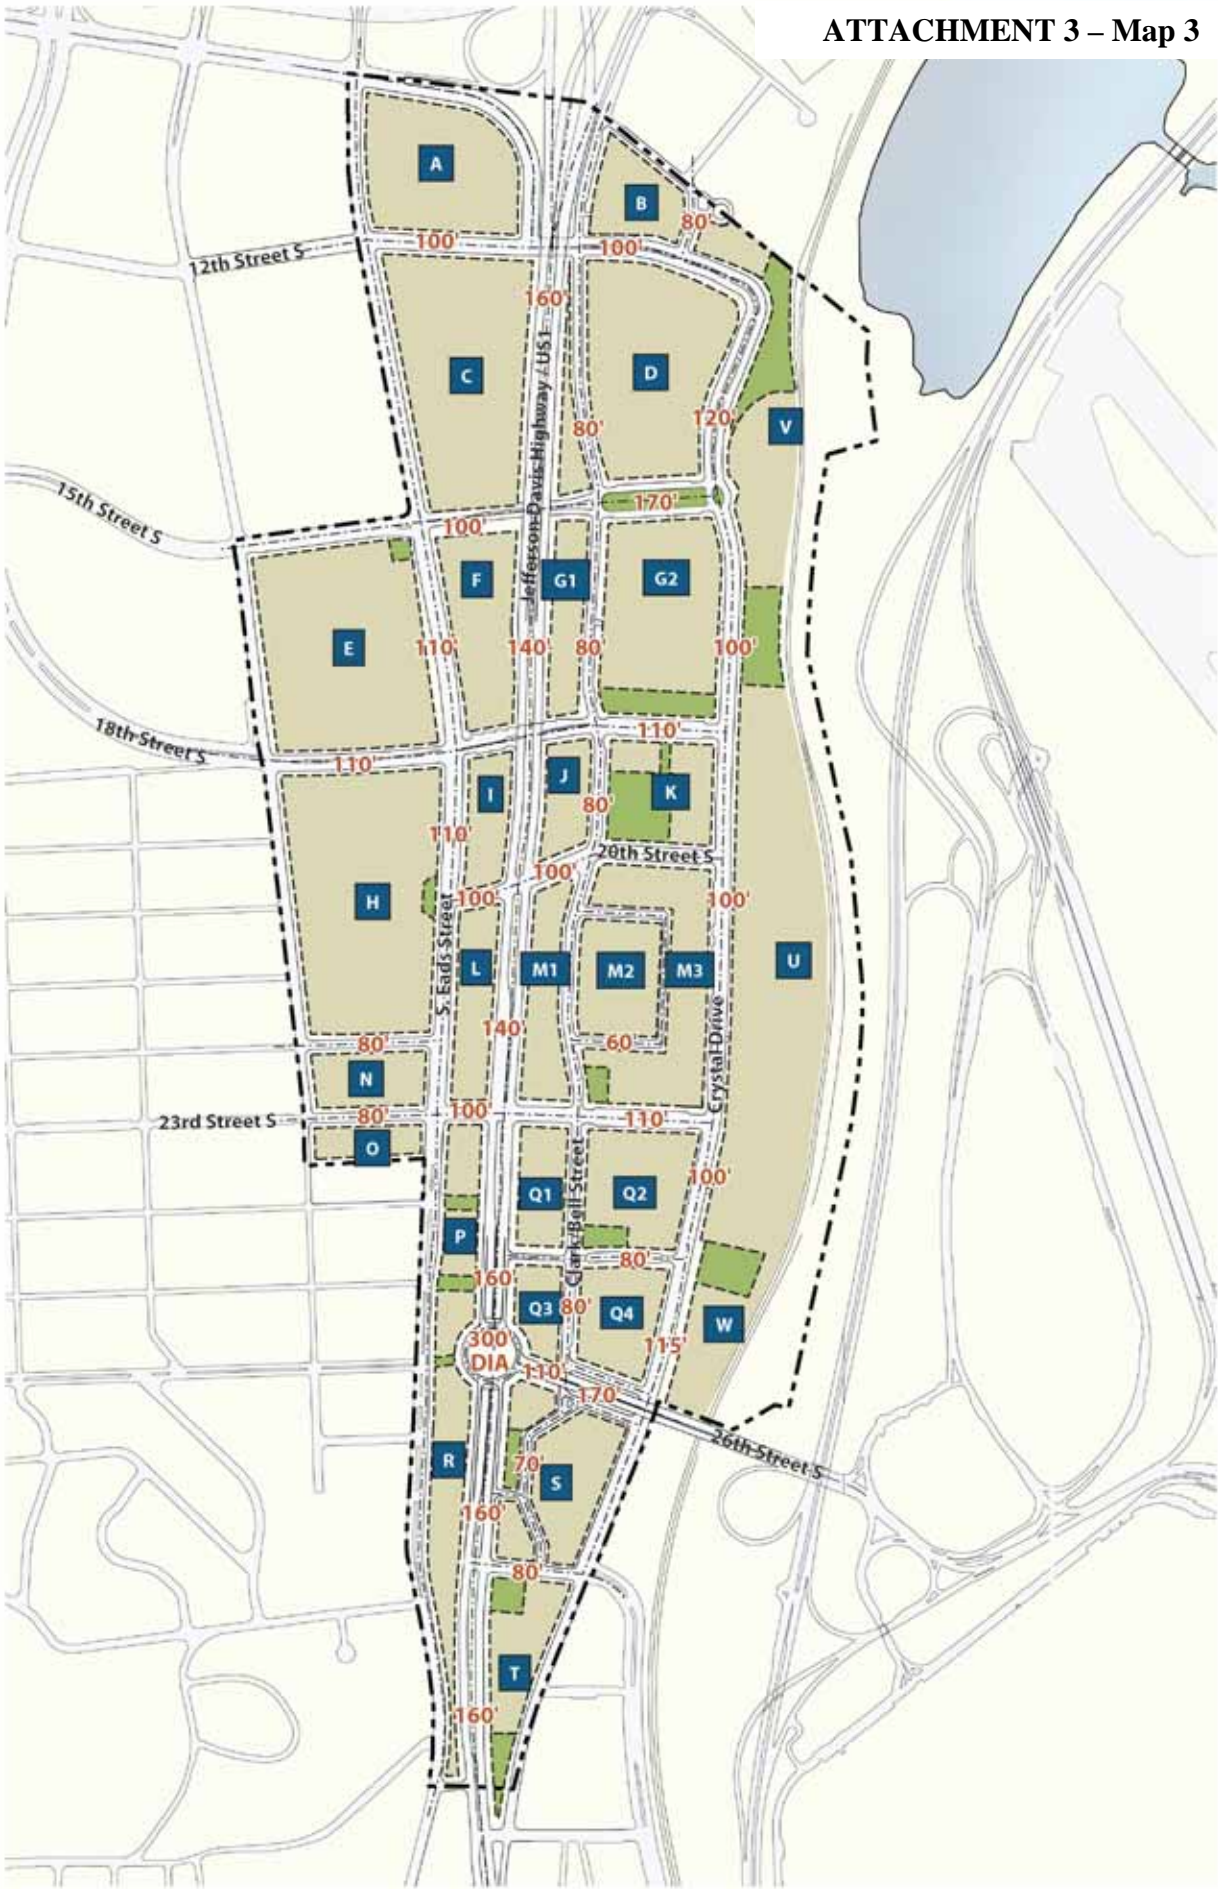 ATTACHMENT 3 – Map 3
A
B
80'
100'
100'
12th Street S
160'
C
D
Jefferson Davis Highway / US1
80'
120'
V
15th Street S
170'
100'
F
G1
G2
E
110'
140'
80'
100'
18th Street S
110'
110'
J
I
K
80'
110'
20th Street S
100'
100'
100'
H
S. Eads Street
L
M1
M2
M3
U
140'
Crystal Drive
80'
60'
N
80'
100'
110'
23rd Street S
O
Clark-Bell Street
100'
Q1
Q2
P
80'
160'
Q3
80'
Q4
W
300'
DIA
115'
110'
170'
26th Street S
R
70'
S
160'
80'
T
160'